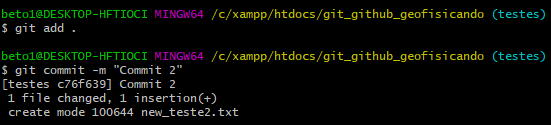 beto1@DESKTOP-HFTIOCI MINGW64 /c/xampp/htdocs/git_github_geofisicando (testes)
$ git add .
beto1@DESKTOP-HFTIOCI MINGW64 /c/xampp/htdocs/git_github_geofisicando (testes)
$ git commit -m "Commit 2"
[testes c76f639] Commit 2
 1 file changed, 1 insertion(+)
 create mode 100644 new_teste2.txt